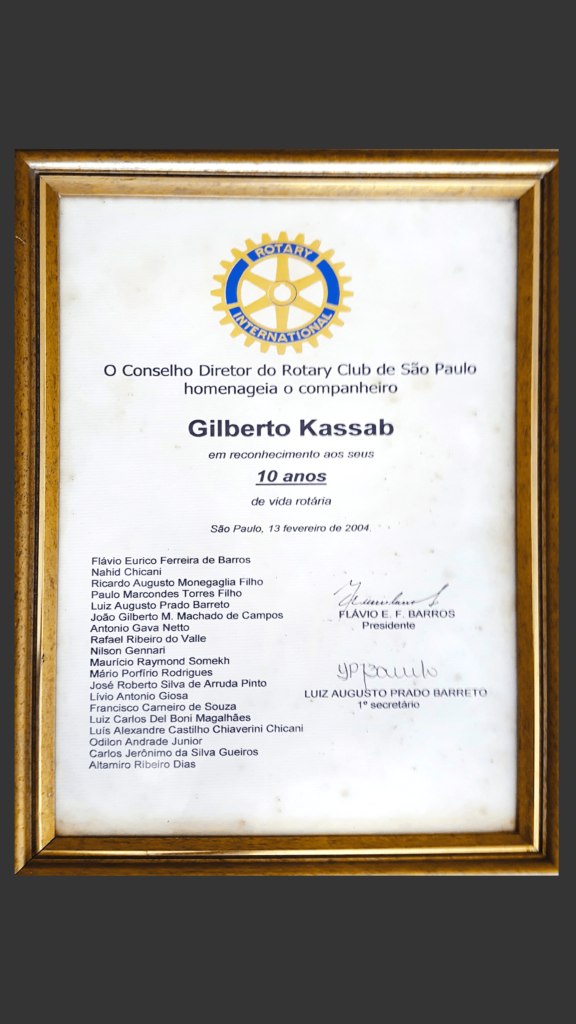 ROTARY
INTERNATIONAL
O Conselho Diretor do Rotary Club de São Paulo
homenageia o companheiro
Gilberto Kassab
em reconhecimento aos seus
10 anos
de vida rotária
São Paulo, 13 fevereiro de 2004.
Flávio Eurico Ferreira de Barros
Nahid Chicani
Ricardo Augusto Monegaglia Filho
Paulo Marcondes Torres Filho
Luiz Augusto Prado Barreto
João Gilberto M. Machado de Campos
Antonio Gava Netto
Rafael Ribeiro do Valle
Nilson Gennari
Maurício Raymond Somekh
Mário Porfírio Rodrigues
José Roberto Silva de Arruda Pinto
Lívio Antonio Giosa
Francisco Carneiro de Souza
Luiz Carlos Del Boni Magalhães
Luís Alexandre Castilho Chiaverini Chicani
Odilon Andrade Junior
Carlos Jerônimo da Silva Gueiros
Altamiro Ribeiro Dias
FLÁVIO E. F. BARROS
Presidente
LUIZ AUGUSTO PRADO BARRETO
1º secretário